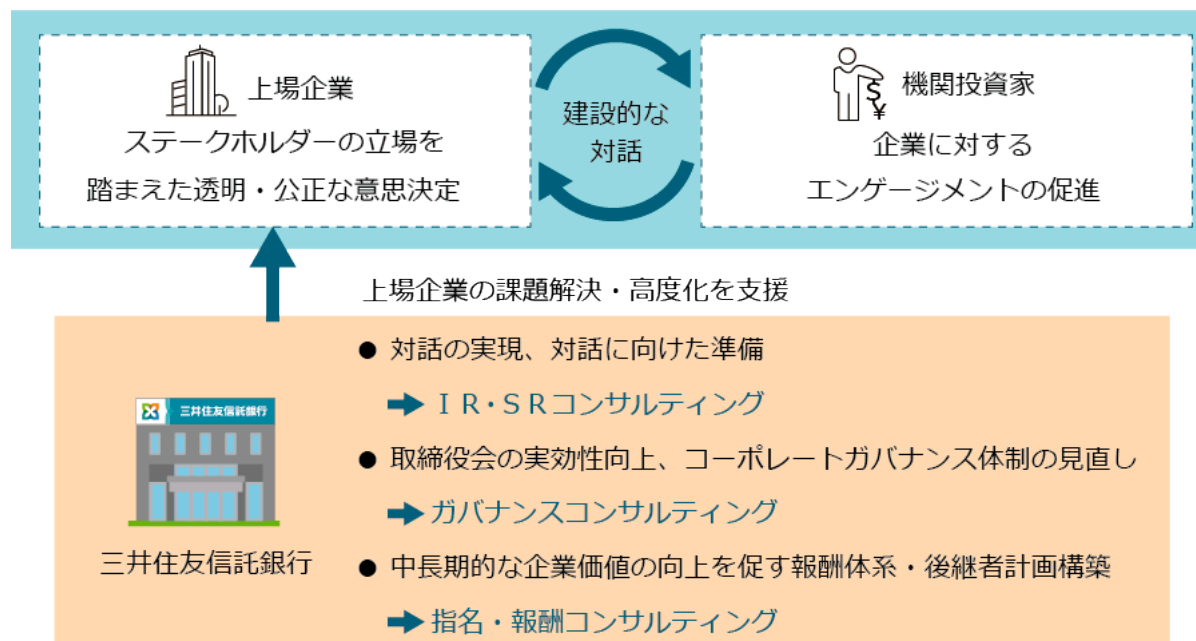 上場企業
ステークホルダーの立場を
踏まえた透明・公正な意思決定
建設的な
対話
$
¥
機関投資家
企業に対する
エンゲージメントの促進
上場企業の課題解決・高度化を支援
三井住友信託銀行
三井住友信託銀行
● 対話の実現、対話に向けた準備
➡ ＩＲ・ＳＲコンサルティング
● 取締役会の実効性向上、コーポレートガバナンス体制の見直し
➡ ガバナンスコンサルティング
● 中長期的な企業価値の向上を促す報酬体系・後継者計画構築
➡ 指名・報酬コンサルティング